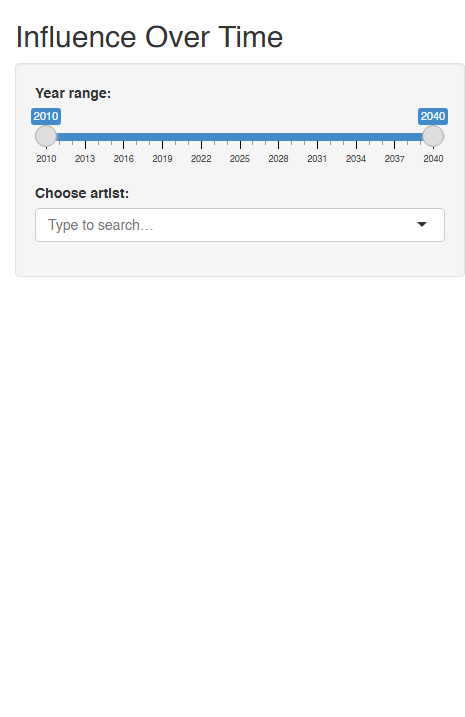 Influence Over Time
Year range:
2010 2040
2010 2013 2016 2019 2022 2025 2028 2031 2034 2037 2040
Choose artist:
Type to search…